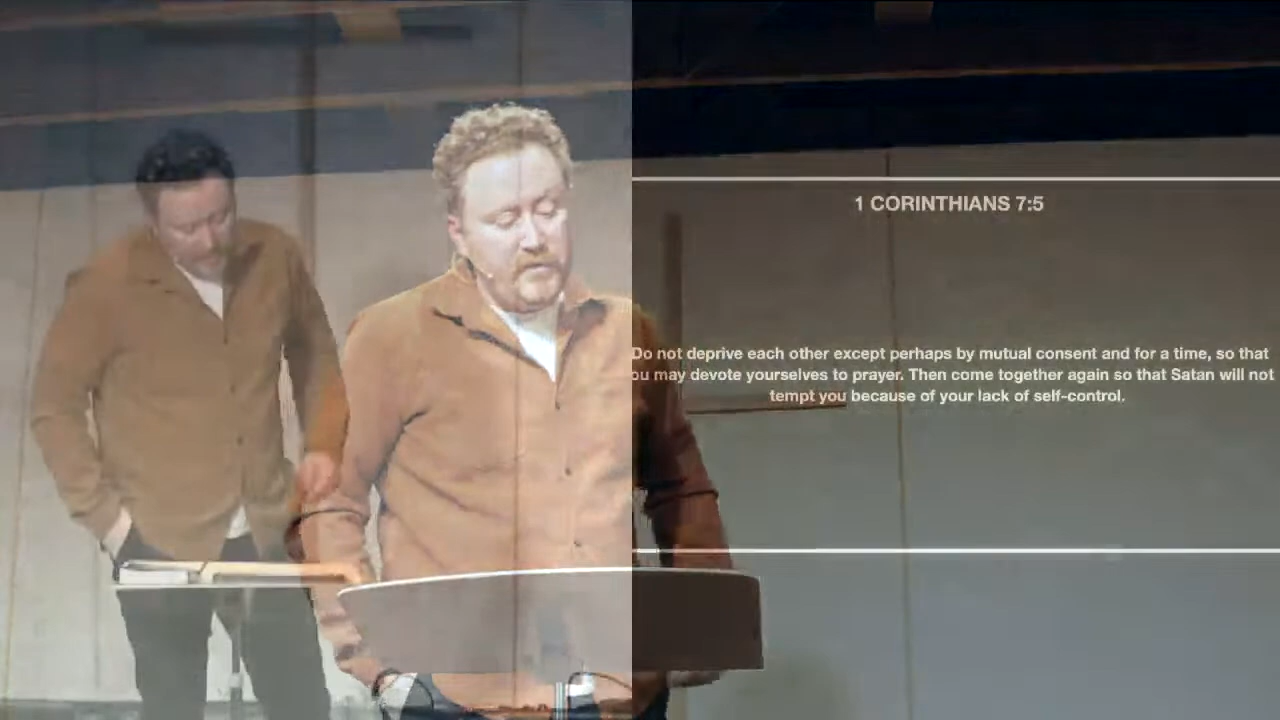 1 CORINTHIANS 7:5
Do not deprive each other except perhaps by mutual consent and for a time, so that
ou may devote yourselves to prayer. Then come together again so that Satan will not
tempt you because of your lack of self-control.